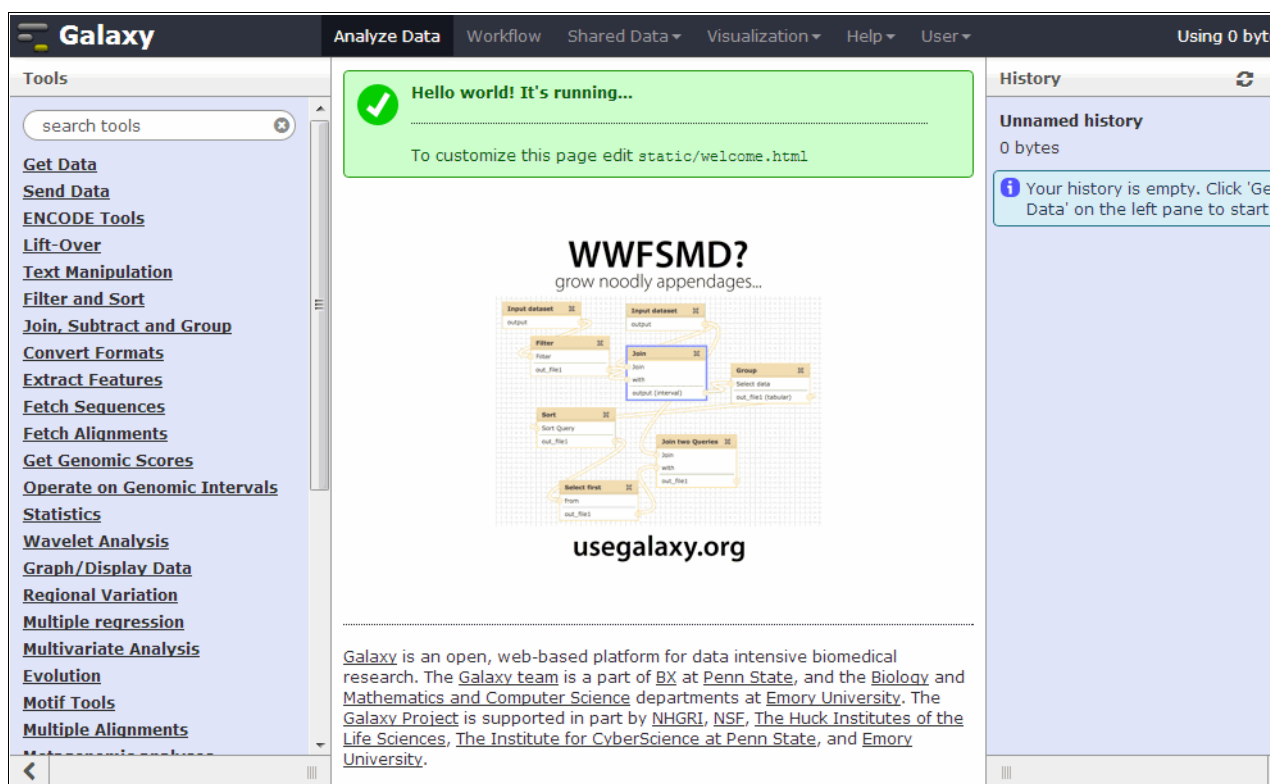 Galaxy
Analyze Data Workflow Shared Data Visualization Help User Using 0 byt
Tools
search tools
Get Data
Send Data
ENCODE Tools
Lift-Over
Text Manipulation
Filter and Sort
Join, Subtract and Group
Convert Formats
Extract Features
Fetch Sequences
Fetch Alignments
Get Genomic Scores
Operate on Genomic Intervals
Statistics
Wavelet Analysis
Graph/Display Data
Regional Variation
Multiple regression
Multivariate Analysis
Evolution
Motif Tools
Multiple Alignments
Hello world! It's running...
To customize this page edit static/welcome.html
WWFSMD?
grow noodly appendages...
Input dataset
output
Input dataset
output
Filter
Filter
out_file1
Join
Join
with
output (interval)
Group
Select data
out_file1 (tabular)
Sort
Sort Query
out_file1
Join two Queries
Join
with
out_file1
Select first
from
out_file1
usegalaxy.org
Galaxy is an open, web-based platform for data intensive biomedical
research. The Galaxy team is a part of BX at Penn State, and the Biology and
Mathematics and Computer Science departments at Emory University. The
Galaxy Project is supported in part by NHGRI, NSF, The Huck Institutes of the
Life Sciences, The Institute for CyberScience at Penn State, and Emory
University.
History
Unnamed history
0 bytes
Your history is empty. Click 'Ge
Data' on the left pane to start